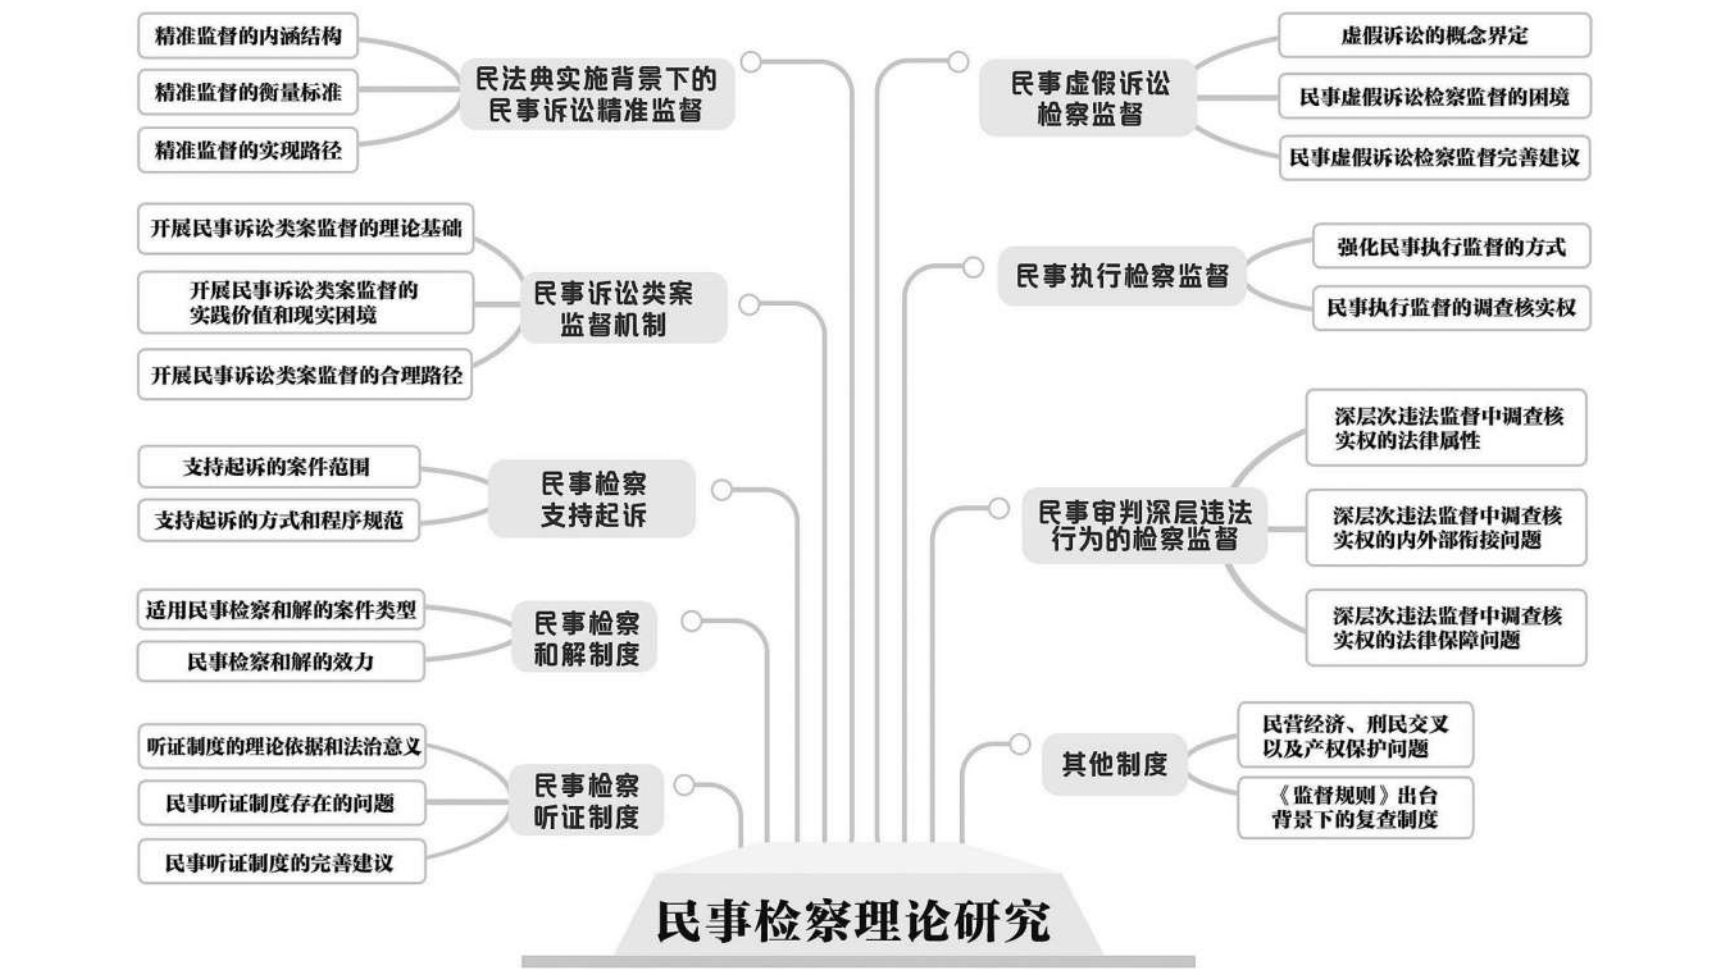 精准监督的内涵结构
精准监督的衡量标准
精准监督的实现路径
民法典实施背景下的
民事诉讼精准监督
开展民事诉讼类案监督的理论基础
开展民事诉讼类案监督的
实践价值和现实困境
开展民事诉讼类案监督的合理路径
民事诉讼类案
监督机制
支持起诉的案件范围
支持起诉的方式和程序规范
民事检察
支持起诉
适用民事检察和解的案件类型
民事检察和解的效力
民事检察
和解制度
听证制度的理论依据和法治意义
民事听证制度存在的问题
民事听证制度的完善建议
民事检察
听证制度
民事虚假诉讼
检察监督
虚假诉讼的概念界定
民事虚假诉讼检察监督的困境
民事虚假诉讼检察监督完善建议
民事执行检察监督
强化民事执行监督的方式
民事执行监督的调查核实权
民事审判深层违法
行为的检察监督
深层次违法监督中调查核
实权的法律属性
深层次违法监督中调查核
实权的内外部衔接问题
深层次违法监督中调查核
实权的法律保障问题
其他制度
民营经济、刑民交叉
以及产权保护问题
《监督规则》出台
背景下的复查制度
民事检察理论研究